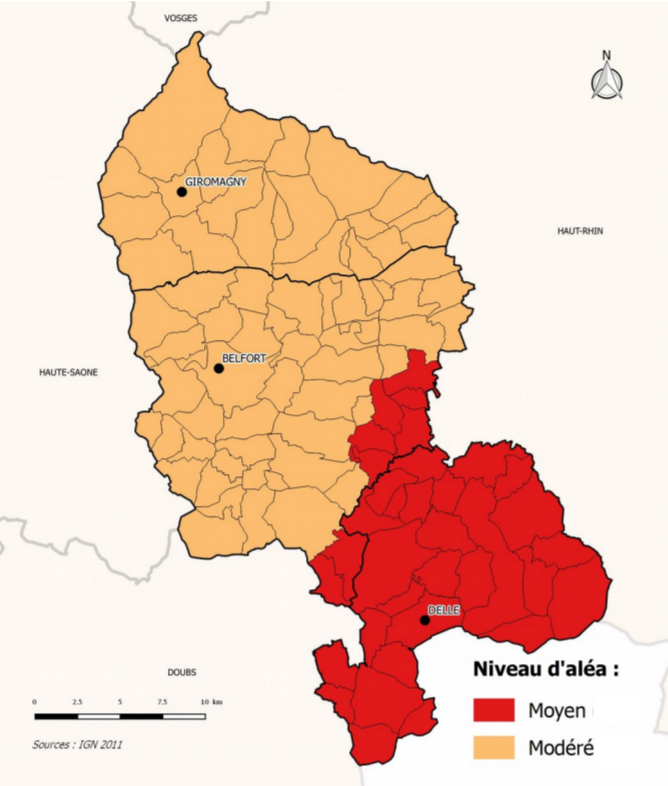 VOSGES
N
GIROMAGNY
HAUT-RHIN
BELFORT
HAUTE-SAONE
DELLE
DOUBS
Niveau d'aléa :
Moyen
Modéré
0 2.5 5 7.5 10 km
Sources : IGN 2011